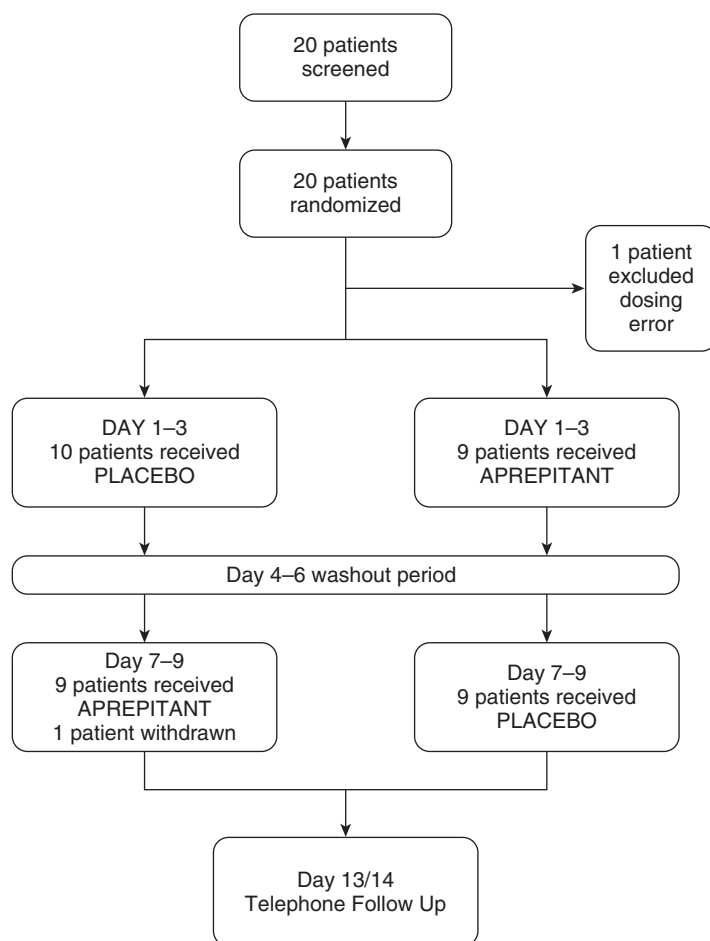 20 patients
screened
20 patients
randomized
1 patient
excluded
dosing
error
DAY 1–3
10 patients received
PLACEBO
DAY 1–3
9 patients received
APREPITANT
Day 4–6 washout period
Day 7–9
9 patients received
APREPITANT
1 patient withdrawn
Day 7–9
9 patients received
PLACEBO
Day 13/14
Telephone Follow Up